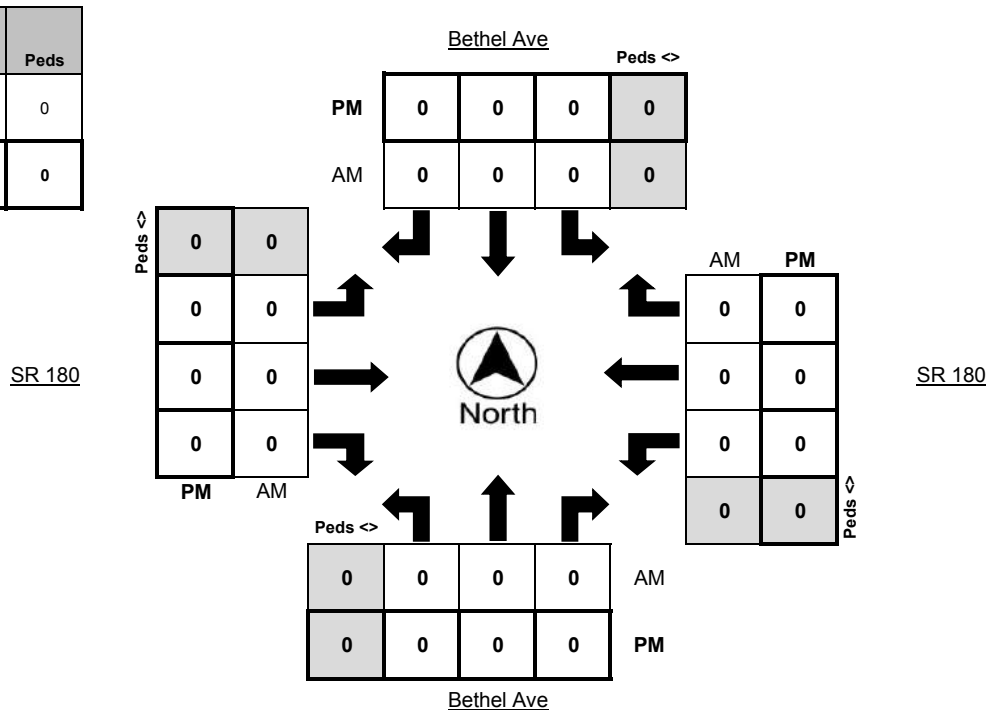 Bethel Ave
Peds
Peds <>
PM 0 0 0 0
0
AM 0 0 0 0
0
Peds <>
0 0
AM PM
0 0
0 0
SR 180
0 0
North
0 0
SR 180
0 0
0 0
PM AM
0 0
Peds <>
Peds <>
0 0 0 0 AM
0 0 0 0 PM
Bethel Ave